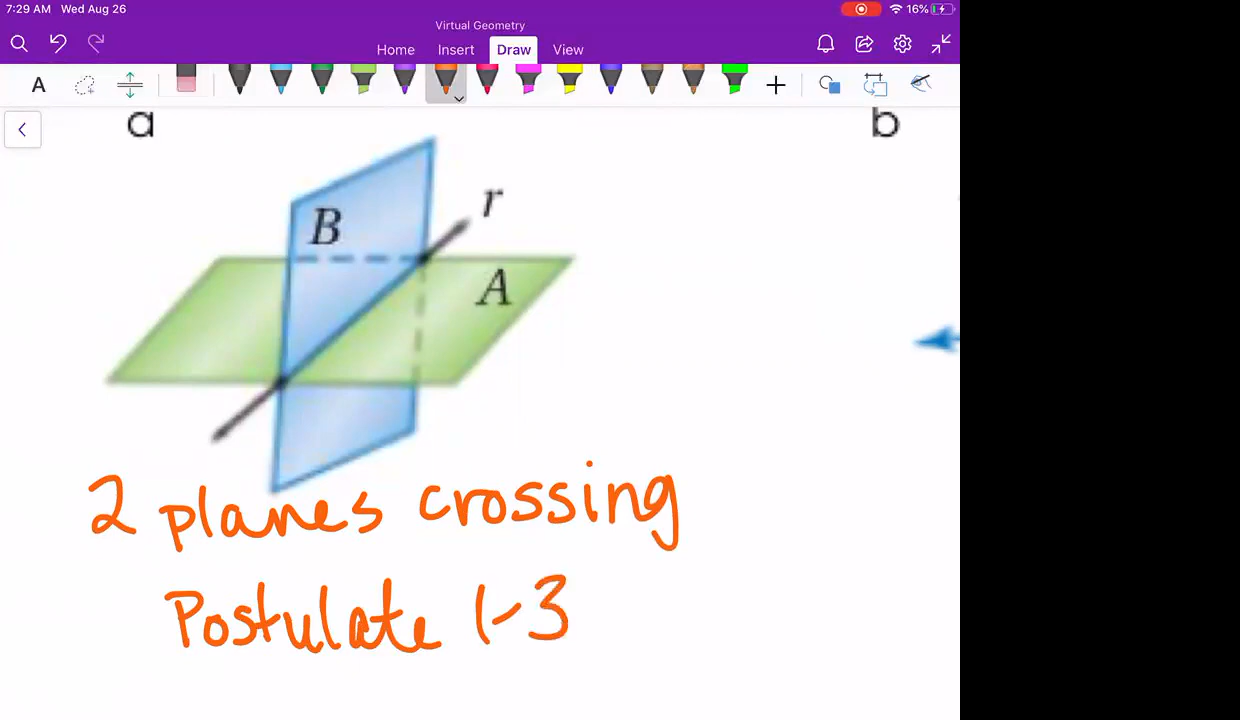 7:29 AM Wed Aug 26
16%
Virtual Geometry
Home Insert Draw View
A
a
b
r
B
A
2 planes crossing
Postulate 1-3